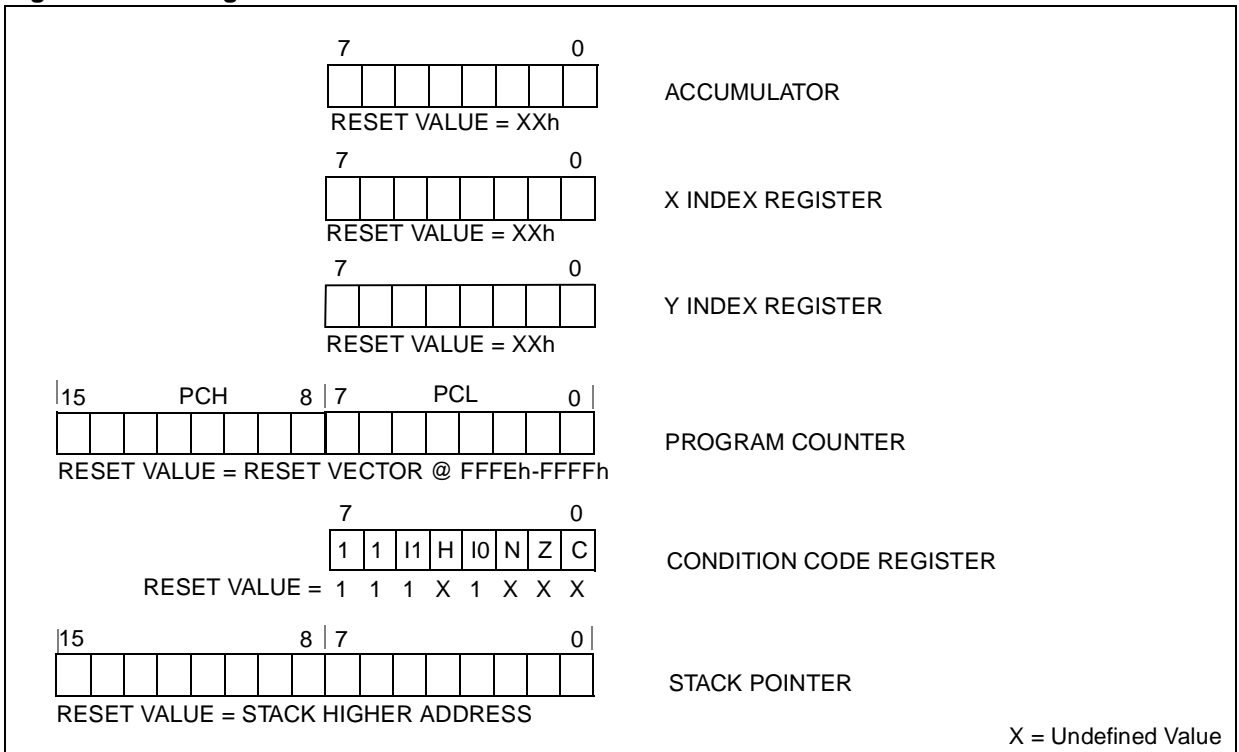 7 0
ACCUMULATOR
RESET VALUE = XXh
7 0
X INDEX REGISTER
RESET VALUE = XXh
7 0
Y INDEX REGISTER
RESET VALUE = XXh
15 PCH 8 7 PCL 0
PROGRAM COUNTER
RESET VALUE = RESET VECTOR @ FFFEh-FFFFh
7 0
1 1 I1 H I0 N Z C
CONDITION CODE REGISTER
RESET VALUE = 1 1 1 X 1 X X X
15 8 7 0
STACK POINTER
RESET VALUE = STACK HIGHER ADDRESS
X = Undefined Value